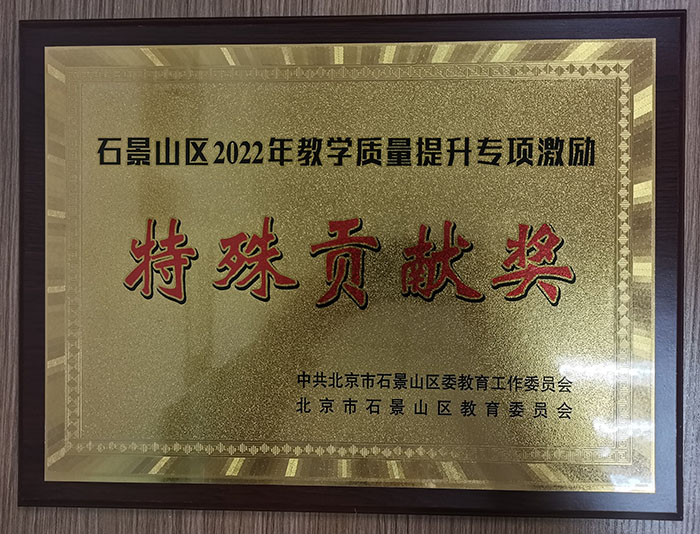 石景山区2022年教学质量提升专项激励
特殊贡献奖
中共北京市石景山区委教育工作委员会
北京市石景山区教育委员会